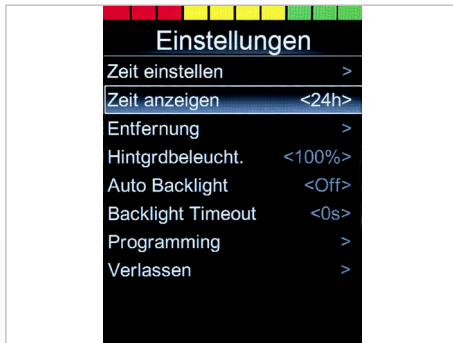 Einstellungen
Zeit einstellen >
Zeit anzeigen <24h>
Entfernung >
Hintgrdbeleucht. <100%>
Auto Backlight <Off>
Backlight Timeout <0s>
Programming >
Verlassen >